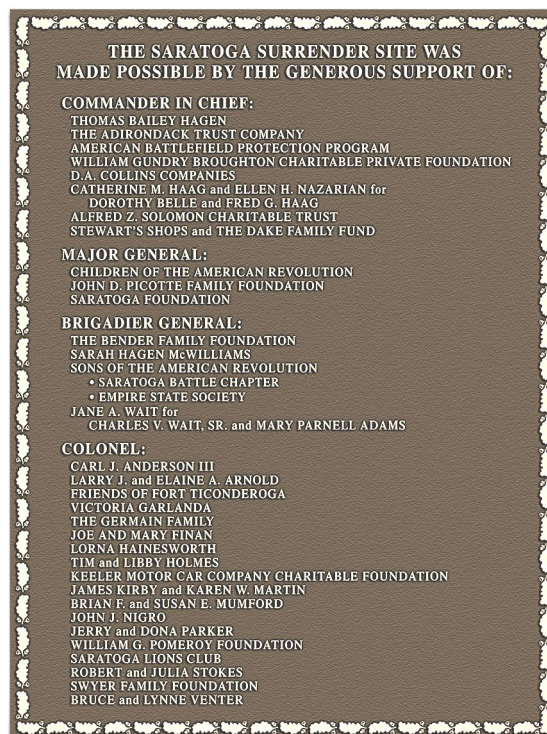 THE SARATOGA SURRENDER SITE WAS
MADE POSSIBLE BY THE GENEROUS SUPPORT OF:
COMMANDER IN CHIEF:
THOMAS BAILEY HAGEN
THE ADIRONDACK TRUST COMPANY
AMERICAN BATTLEFIELD PROTECTION PROGRAM
WILLIAM GUNDRY BROUGHTON CHARITABLE PRIVATE FOUNDATION
D.A. COLLINS COMPANIES
CATHERINE M. HAAG and ELLEN H. NAZARIAN for
DOROTHY BELLE and FRED G. HAAG
ALFRED Z. SOLOMON CHARITABLE TRUST
STEWART'S SHOPS and THE DAKE FAMILY FUND
MAJOR GENERAL:
CHILDREN OF THE AMERICAN REVOLUTION
JOHN D. PICOTTE FAMILY FOUNDATION
SARATOGA FOUNDATION
BRIGADIER GENERAL:
THE BENDER FAMILY FOUNDATION
SARAH HAGEN McWILLIAMS
SONS OF THE AMERICAN REVOLUTION
• SARATOGA BATTLE CHAPTER
• EMPIRE STATE SOCIETY
JANE A. WAIT for
CHARLES V. WAIT, SR. and MARY PARNELL ADAMS
COLONEL:
CARL J. ANDERSON III
LARRY J. and ELAINE A. ARNOLD
FRIENDS OF FORT TICONDEROGA
VICTORIA GARLANDA
THE GERMAIN FAMILY
JOE AND MARY FINAN
LORNA HAINESWORTH
TIM and LIBBY HOLMES
KEELER MOTOR CAR COMPANY CHARITABLE FOUNDATION
JAMES KIRBY and KAREN W. MARTIN
BRIAN F. and SUSAN E. MUMFORD
JOHN J. NIGRO
JERRY and DONA PARKER
WILLIAM G. POMEROY FOUNDATION
SARATOGA LIONS CLUB
ROBERT and JULIA STOKES
SWYER FAMILY FOUNDATION
BRUCE and LYNNE VENTER